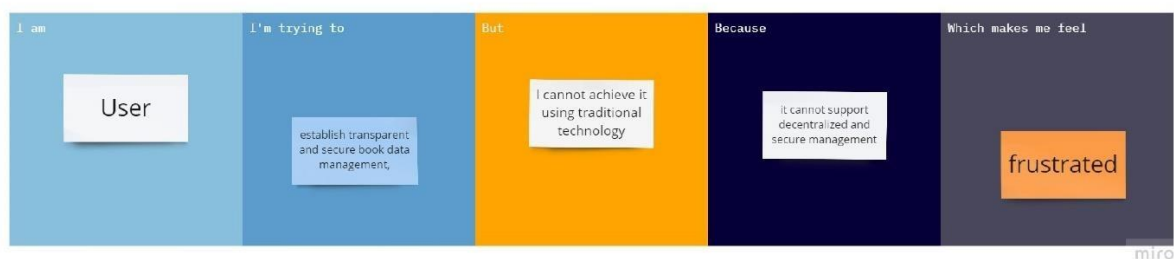 I am
User
I'm trying to
establish transparent
and secure book data
management,
But
I cannot achieve it
using traditional
technology
Because
it cannot support
decentralized and
secure management
Which makes me feel
frustrated
miro